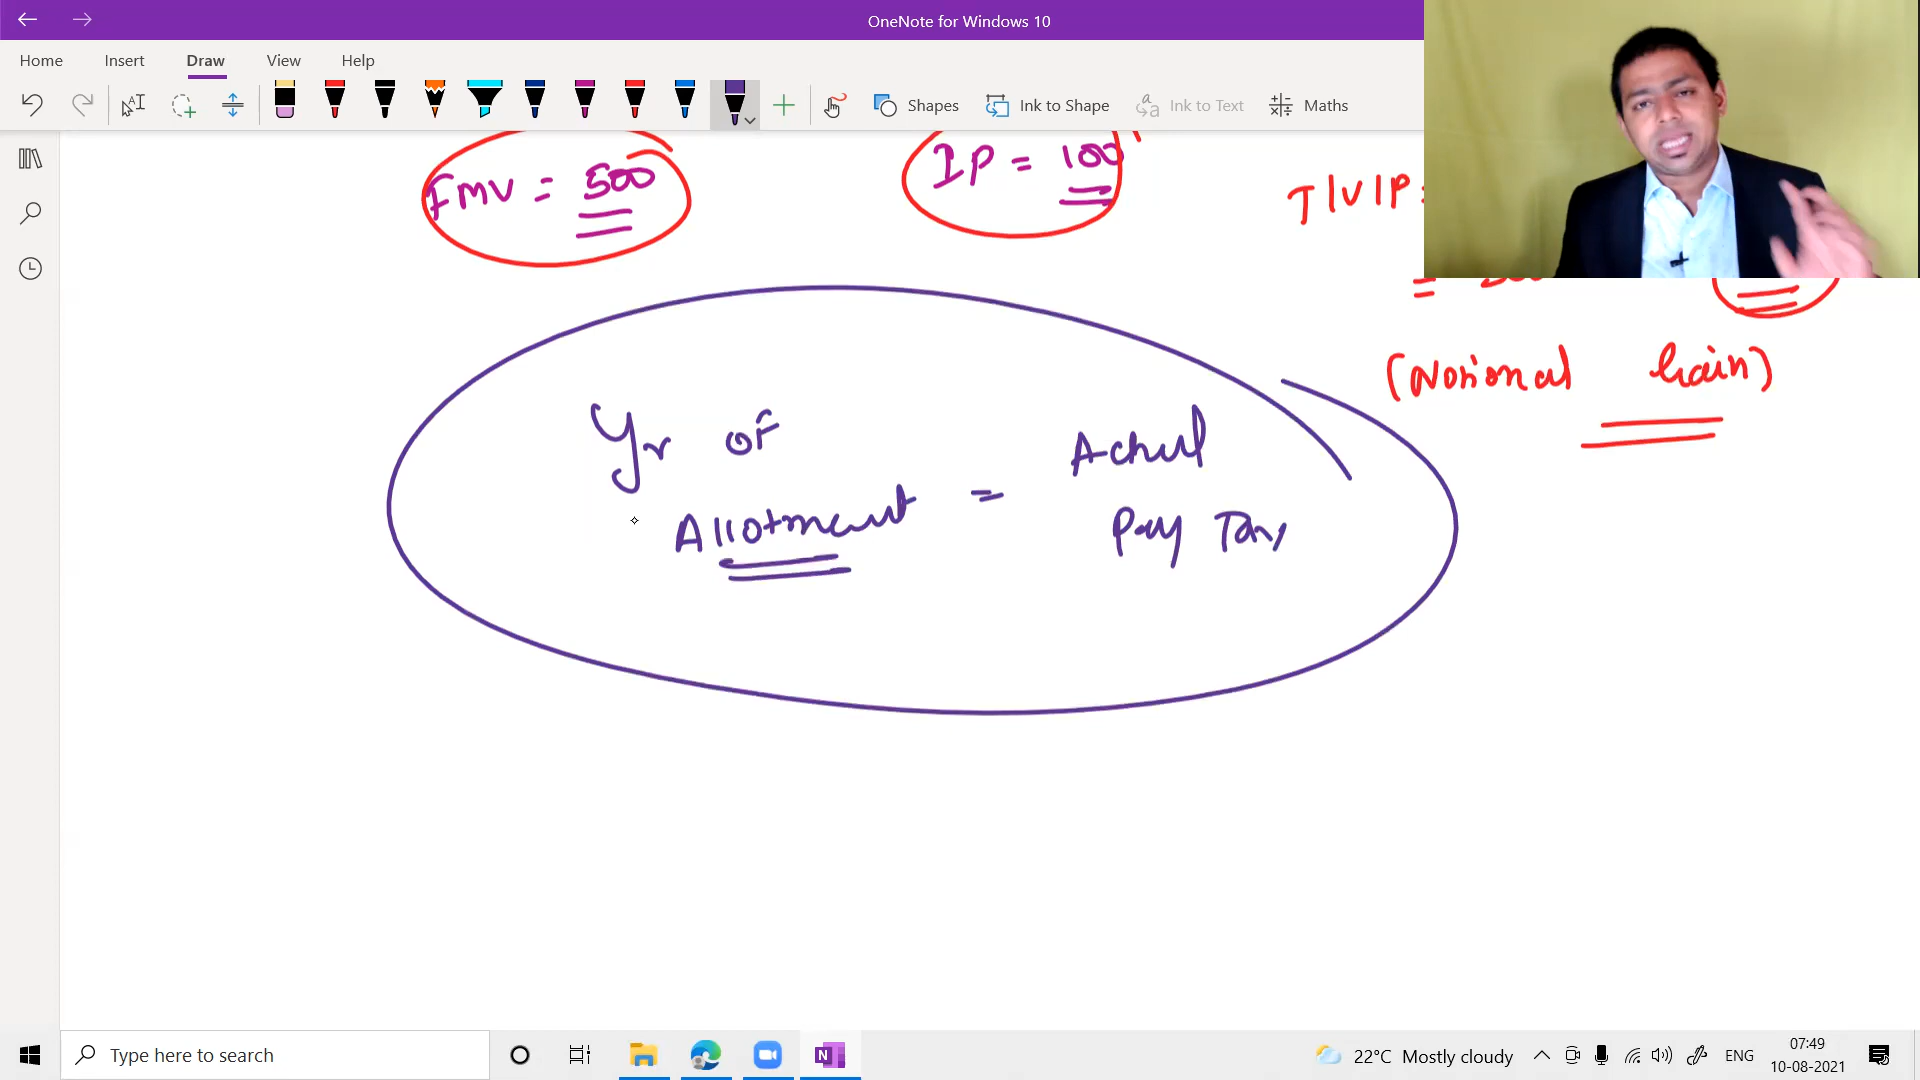 OneNote for Windows 10
Home Insert Draw View Help
Shapes Ink to Shape Ink to Text Maths
FMV = 500
IP = 100
T/V/P =
=
(Notional Gain)
Yr of
Allotment = Actual
Pay Tax
Type here to search
22°C Mostly cloudy
ENG
07:49
10-08-2021